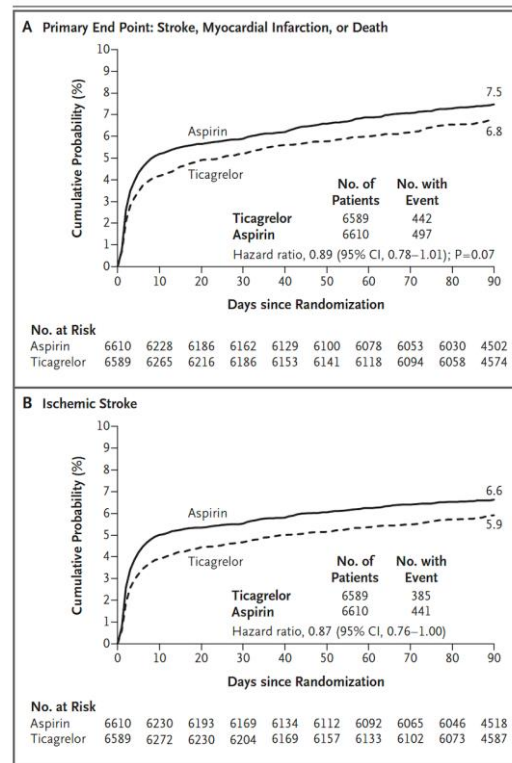 A Primary End Point: Stroke, Myocardial Infarction, or Death
10
9
8
7
6
5
4
3
2
1
0
Cumulative Probability (%)
Aspirin
Ticagrelor
7.5
6.8
No. of Patients No. with Event
Ticagrelor 6589 442
Aspirin 6610 497
Hazard ratio, 0.89 (95% CI, 0.78–1.01); P=0.07
0 10 20 30 40 50 60 70 80 90
Days since Randomization
No. at Risk
Aspirin 6610 6228 6186 6162 6129 6100 6078 6053 6030 4502
Ticagrelor 6589 6265 6216 6186 6153 6141 6118 6094 6058 4574
B Ischemic Stroke
10
9
8
7
6
5
4
3
2
1
0
Cumulative Probability (%)
Aspirin
Ticagrelor
6.6
5.9
No. of Patients No. with Event
Ticagrelor 6589 385
Aspirin 6610 441
Hazard ratio, 0.87 (95% CI, 0.76–1.00)
0 10 20 30 40 50 60 70 80 90
Days since Randomization
No. at Risk
Aspirin 6610 6230 6193 6169 6134 6112 6092 6065 6046 4518
Ticagrelor 6589 6272 6230 6204 6169 6157 6133 6102 6073 4587